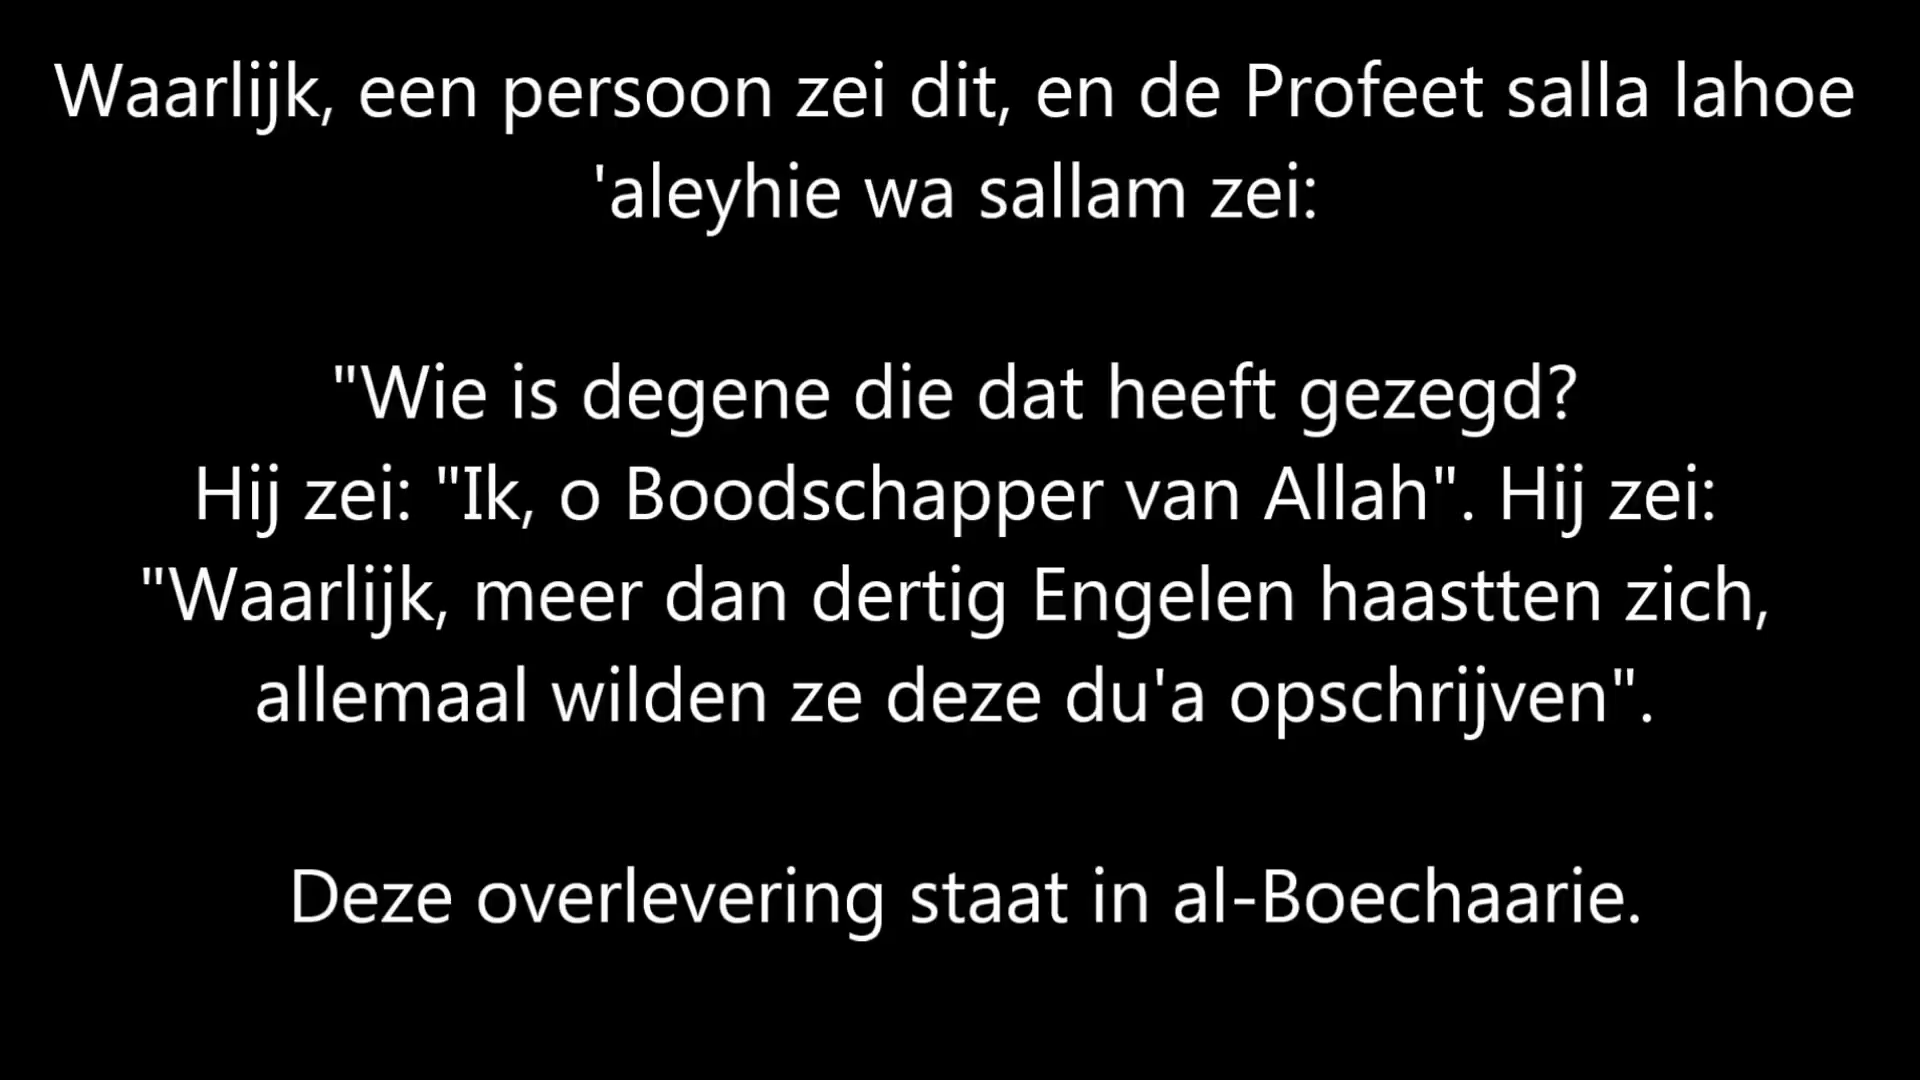 Waarlijk, een persoon zei dit, en de Profeet salla lahoe
'aleyhie wa sallam zei:
"Wie is degene die dat heeft gezegd?
Hij zei: "Ik, o Boodschapper van Allah". Hij zei:
"Waarlijk, meer dan dertig Engelen haastten zich,
allemaal wilden ze deze du'a opschrijven".
Deze overlevering staat in al-Boechaarie.